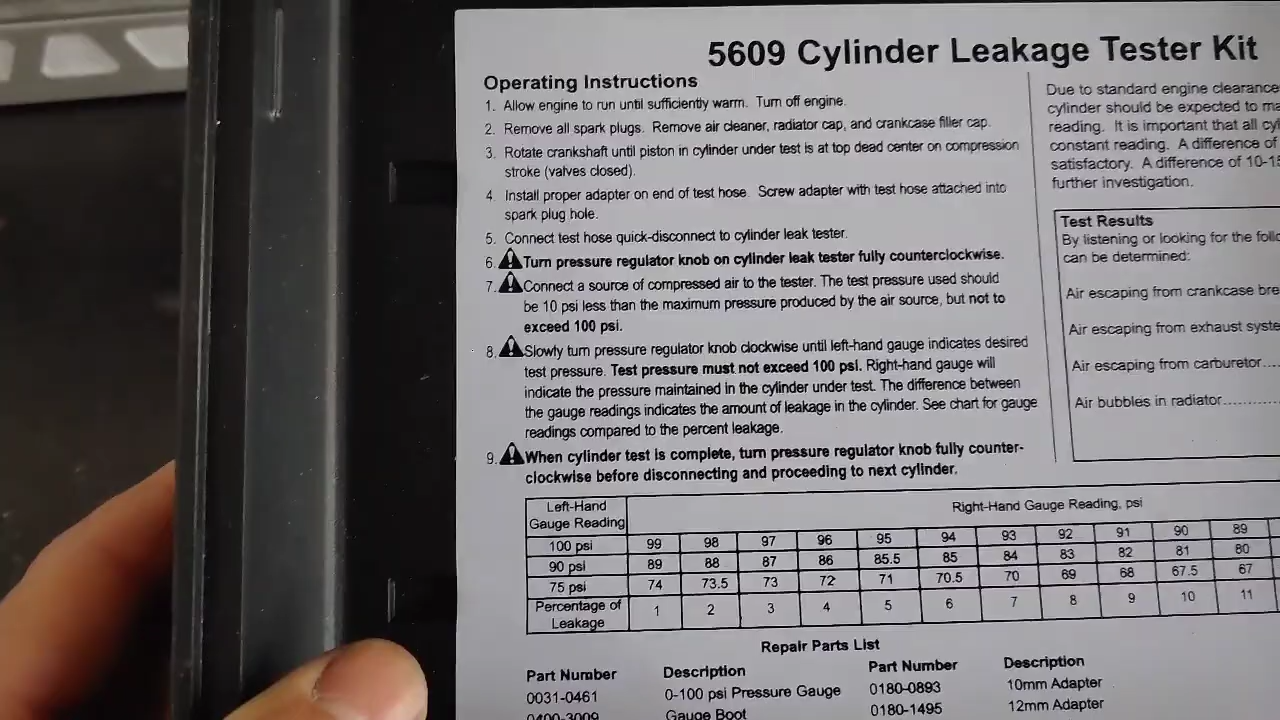 5609 Cylinder Leakage Tester Kit
Operating Instructions
1. Allow engine to run until sufficiently warm. Turn off engine.
2. Remove all spark plugs. Remove air cleaner, radiator cap, and crankcase filler cap.
3. Rotate crankshaft until piston in cylinder under test is at top dead center on compression
stroke (valves closed).
4. Install proper adapter on end of test hose. Screw adapter with test hose attached into
spark plug hole.
5. Connect test hose quick-disconnect to cylinder leak tester.
6. Turn pressure regulator knob on cylinder leak tester fully counterclockwise.
7. Connect a source of compressed air to the tester. The test pressure used should
be 10 psi less than the maximum pressure produced by the air source, but not to
exceed 100 psi.
8. Slowly turn pressure regulator knob clockwise until left-hand gauge indicates desired
test pressure. Test pressure must not exceed 100 psi. Right-hand gauge will
indicate the pressure maintained in the cylinder under test. The difference between
the gauge readings indicates the amount of leakage in the cylinder. See chart for gauge
readings compared to the percent leakage.
9. When cylinder test is complete, turn pressure regulator knob fully counter-
clockwise before disconnecting and proceeding to next cylinder.
Due to standard engine clearance
cylinder should be expected to
reading. It is important that all
constant reading. A difference of
satisfactory. A difference of
further investigation.
Test Results
By listening or looking for the
can be determined:
Air escaping from crankcase
Air escaping from exhaust
Air escaping from carburetor....
Air bubbles in radiator..........
Left-Hand
Gauge Reading
Right-Hand Gauge Reading, psi
100 psi 99 98 97 96 95 94 93 92 91 90 89
90 psi 89 88 87 86 85.5 85 84 83 82 81 80
75 psi 74 73.5 73 72 71 70.5 70 69 68 67.5 67
Percentage of
Leakage
1 2 3 4 5 6 7 8 9 10 11
Repair Parts List
Part Number Description Part Number Description
0031-0461 0-100 psi Pressure Gauge 0180-0893 10mm Adapter
0400-3009 Gauge Boot 0180-1495 12mm Adapter